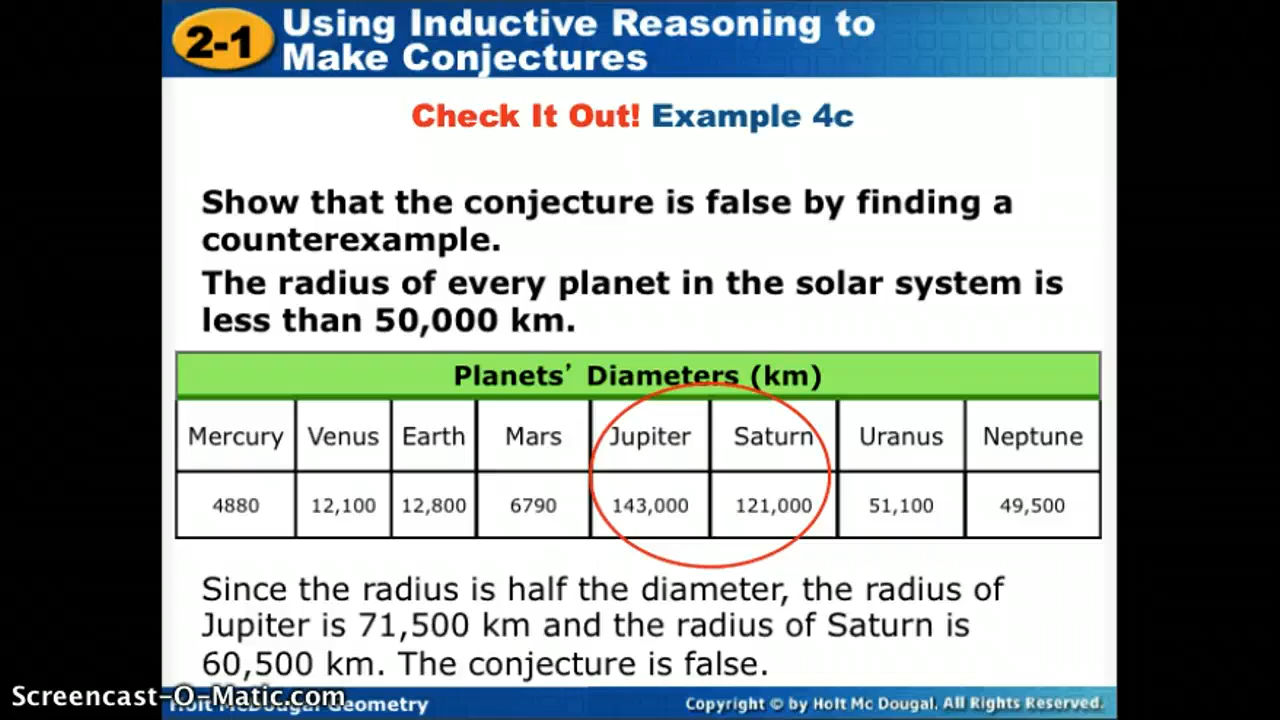 2-1 Using Inductive Reasoning to
Make Conjectures
Check It Out! Example 4c
Show that the conjecture is false by finding a
counterexample.
The radius of every planet in the solar system is
less than 50,000 km.
Planets’ Diameters (km)
Mercury Venus Earth Mars Jupiter Saturn Uranus Neptune
4880 12,100 12,800 6790 143,000 121,000 51,100 49,500
Since the radius is half the diameter, the radius of
Jupiter is 71,500 km and the radius of Saturn is
60,500 km. The conjecture is false.
Screencast-O-Matic.com
Holt McDougal Geometry
Copyright © by Holt Mc Dougal. All Rights Reserved.